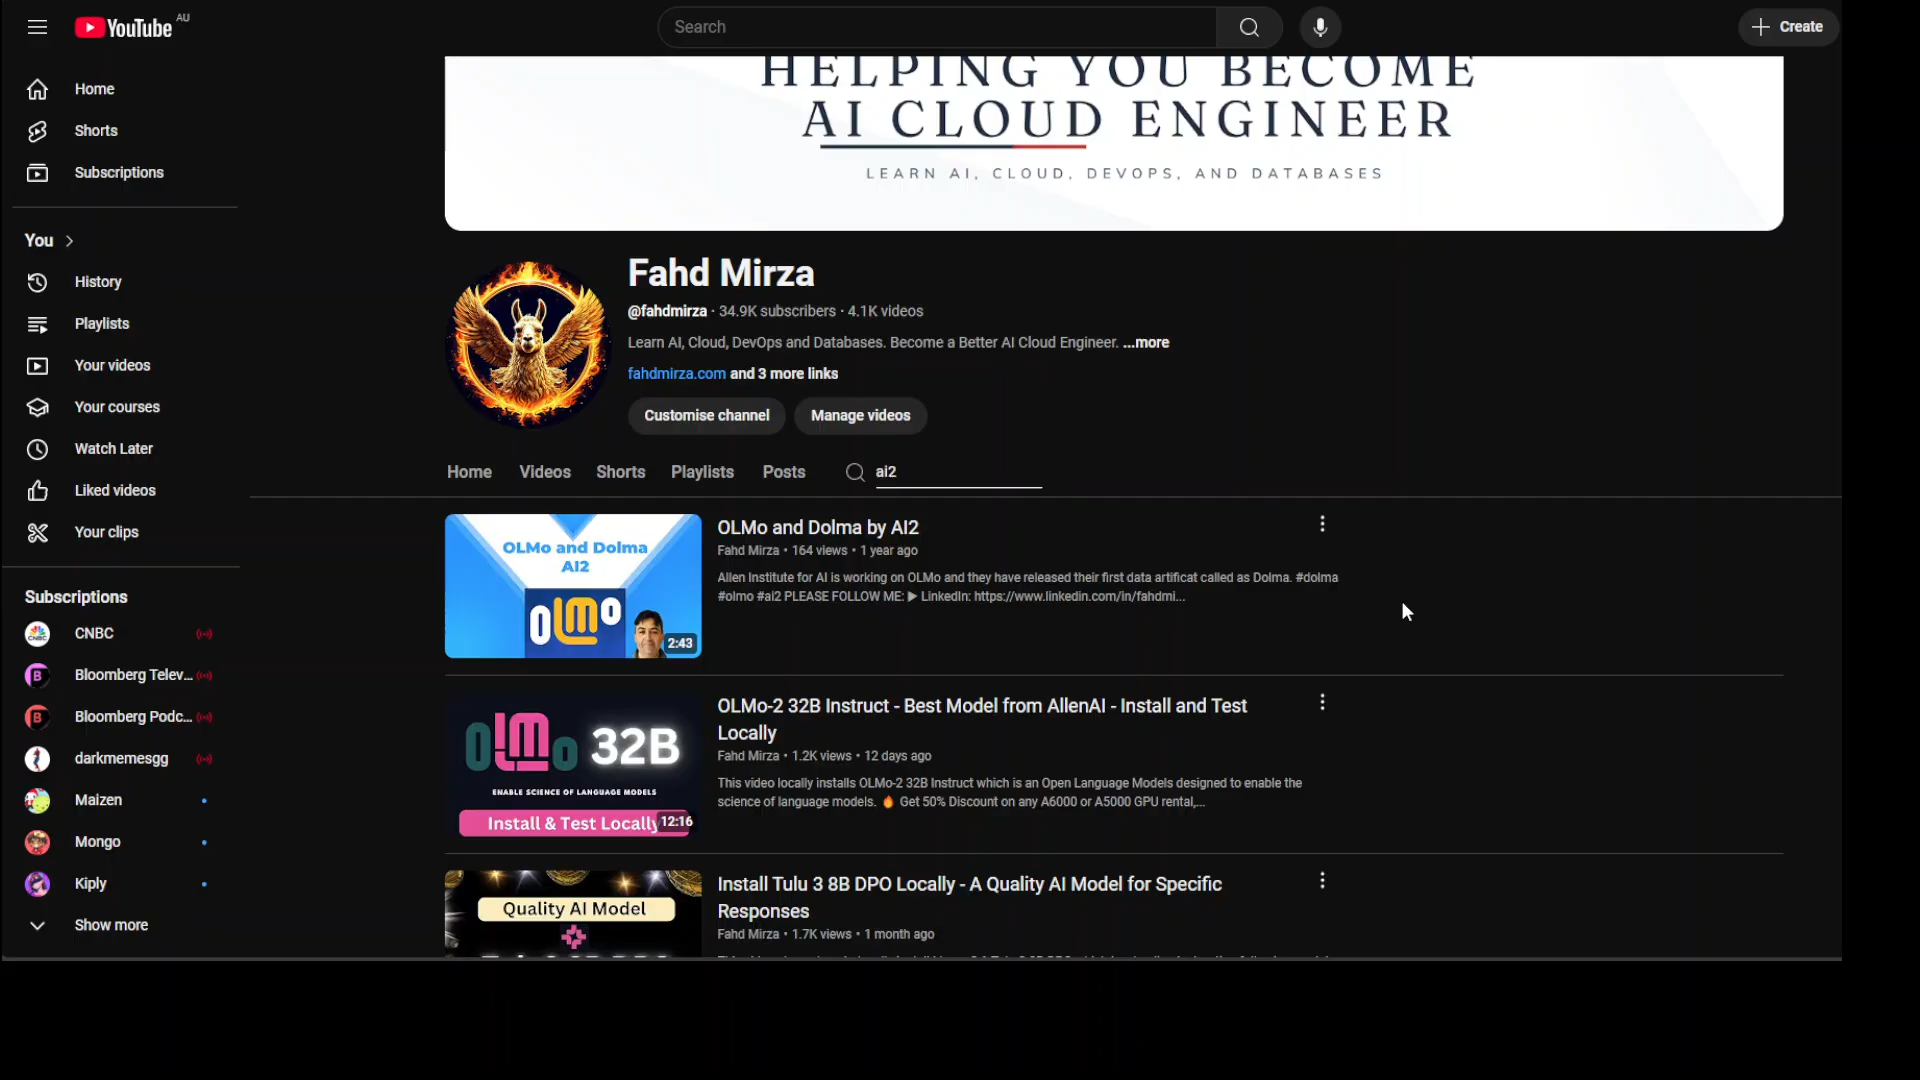 YouTube AU
Search
Create
Home
Shorts
Subscriptions
You
History
Playlists
Your videos
Your courses
Watch Later
Liked videos
Your clips
Subscriptions
CNBC
Bloomberg Telev...
Bloomberg Podc...
darkmemesgg
Maizen
Mongo
Kiply
Show more
HELPING YOU BECOME
AI CLOUD ENGINEER
LEARN AI, CLOUD, DEVOPS, AND DATABASES
Fahd Mirza
@fahdmirza · 34.9K subscribers · 4.1K videos
Learn AI, Cloud, DevOps and Databases. Become a Better AI Cloud Engineer. ...more
fahdmirza.com and 3 more links
Customise channel
Manage videos
Home
Videos
Shorts
Playlists
Posts
ai2
OLMo and Dolma
AI2
OLMO
2:43
OLMo and Dolma by AI2
Fahd Mirza • 164 views • 1 year ago
Allen Institute for AI is working on OLMo and they have released their first data artificat called as Dolma. #dolma
#olmo #ai2 PLEASE FOLLOW ME: ▶ LinkedIn: https://www.linkedin.com/in/fahdmi...
OLMo 32B
ENABLE SCIENCE OF LANGUAGE MODELS
Install & Test Locally
12:16
OLMo-2 32B Instruct - Best Model from AllenAI - Install and Test
Locally
Fahd Mirza • 1.2K views • 12 days ago
This video locally installs OLMo-2 32B Instruct which is an Open Language Models designed to enable the
science of language models. 🔥 Get 50% Discount on any A6000 or A5000 GPU rental,...
Quality AI Model
Install Tulu 3 8B DPO Locally - A Quality AI Model for Specific
Responses
Fahd Mirza • 1.7K views • 1 month ago